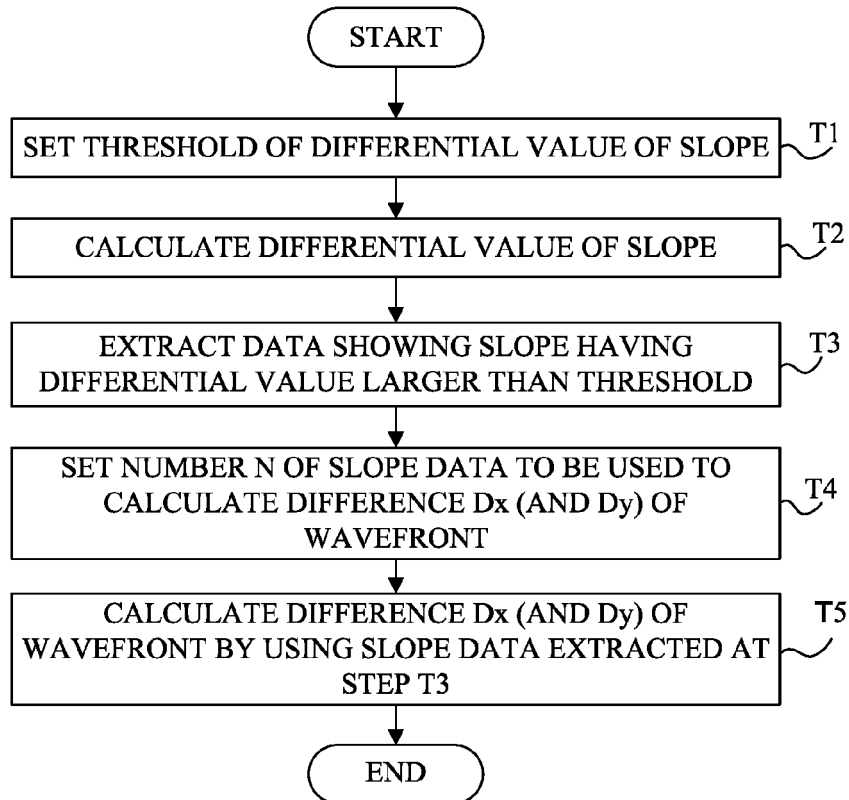 START
SET THRESHOLD OF DIFFERENTIAL VALUE OF SLOPE
T1
CALCULATE DIFFERENTIAL VALUE OF SLOPE
T2
EXTRACT DATA SHOWING SLOPE HAVING
DIFFERENTIAL VALUE LARGER THAN THRESHOLD
T3
SET NUMBER N OF SLOPE DATA TO BE USED TO
CALCULATE DIFFERENCE Dx (AND Dy) OF
WAVEFRONT
T4
CALCULATE DIFFERENCE Dx (AND Dy) OF
WAVEFRONT BY USING SLOPE DATA EXTRACTED AT
STEP T3
T5
END